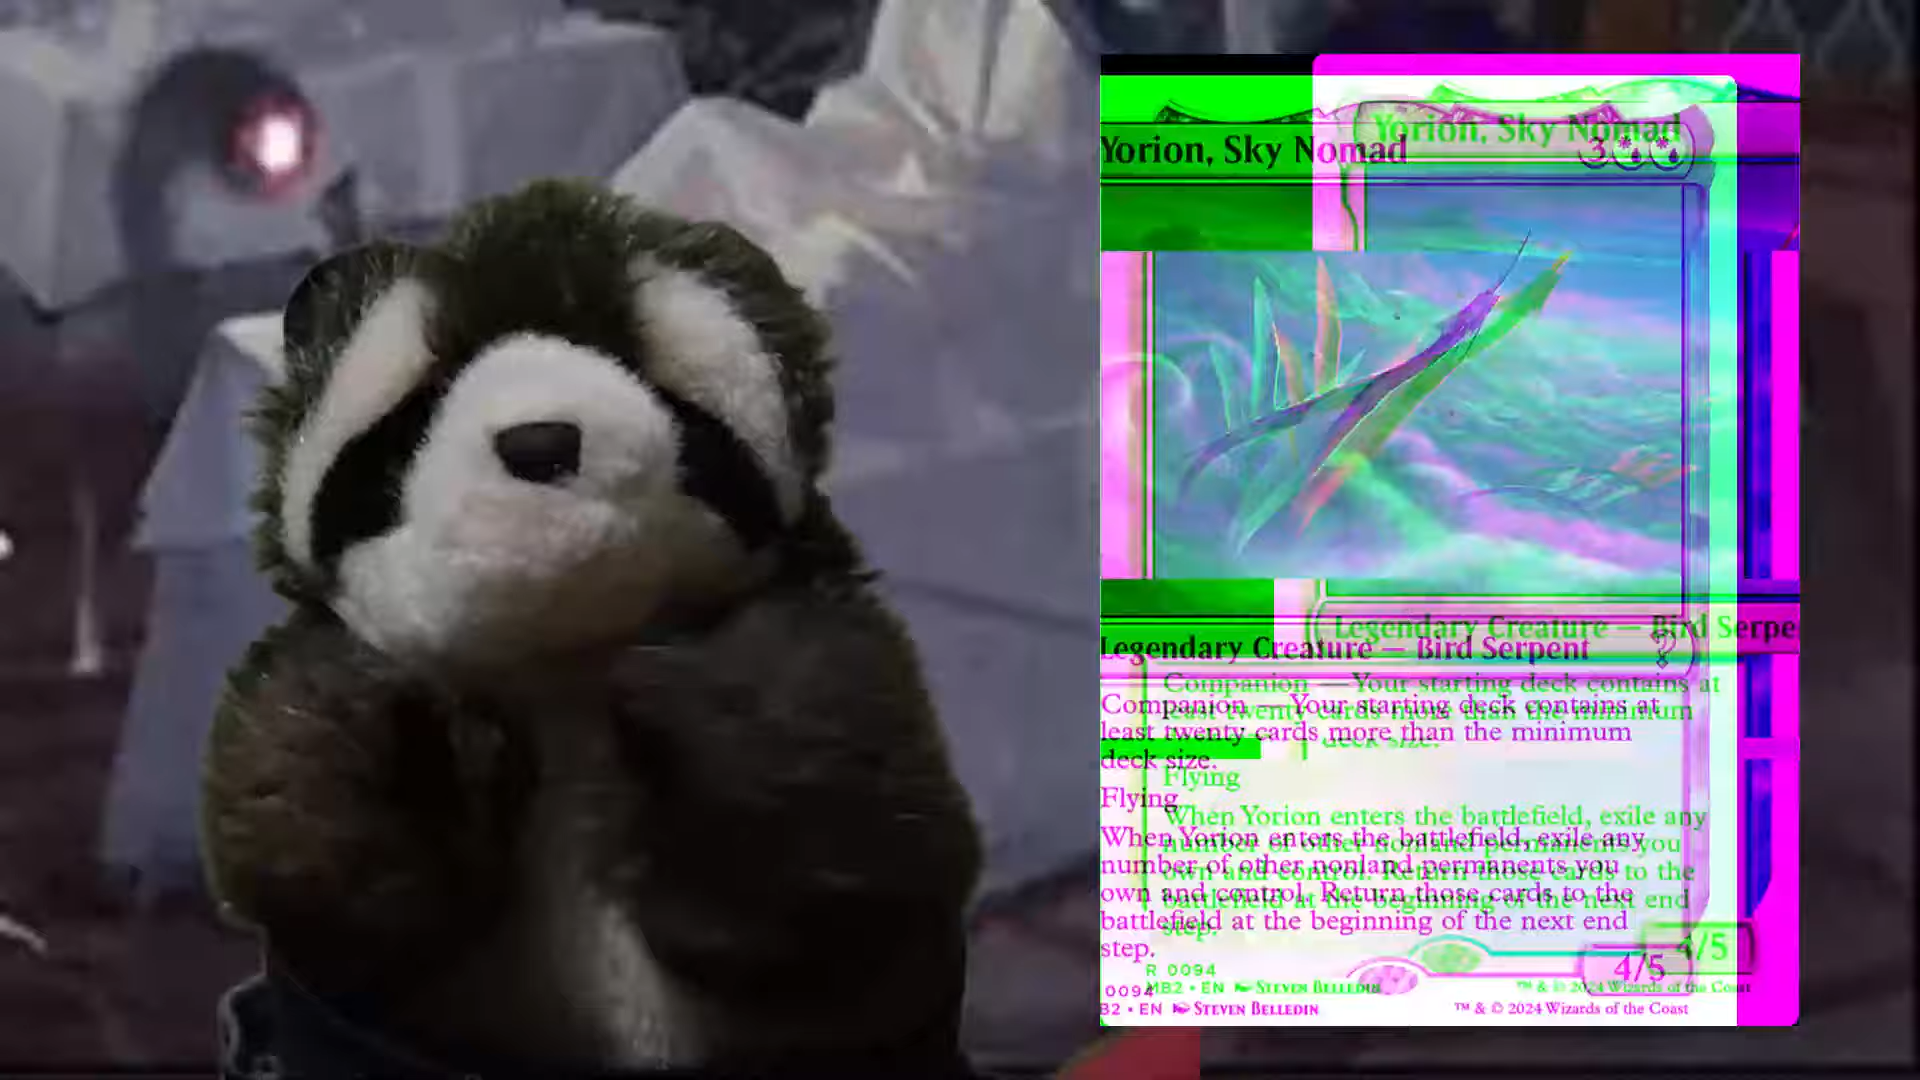 Yorion, Sky Nomad
Yorion, Sky Nomad
3
Legendary Creature — Bird Serpe
Legendary Creature — Bird Serpent
Companion —Your starting deck contains at
least twenty cards more than the minimum
deck size.
Companion —Your starting deck contains at
least twenty cards more than the minimum
deck size.
Flying
Flying
When Yorion enters the battlefield, exile any
number of other nonland permanents you
own and control. Return those cards to the
battlefield at the beginning of the next end
step.
When Yorion enters the battlefield, exile any
number of other nonland permanents you
own and control. Return those cards to the
battlefield at the beginning of the next end
step.
4/5
4/5
R 0094
MB2 • EN STEVEN BELLEDIN
™ & © 2024 Wizards of the Coast
0094
B2 • EN STEVEN BELLEDIN
™ & © 2024 Wizards of the Coast